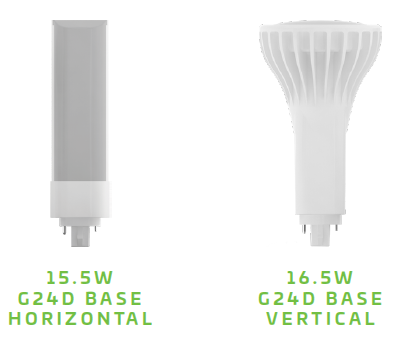 15.5W
G24D BASE
HORIZONTAL
16.5W
G24D BASE
VERTICAL